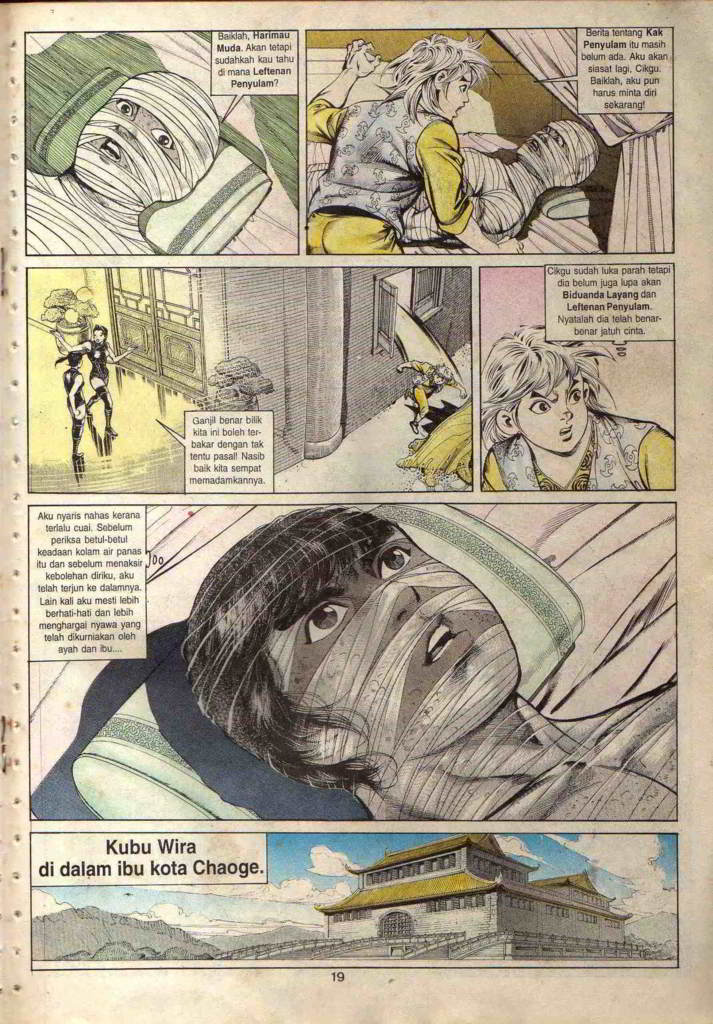 Baiklah, Harimau
Muda. Akan tetapi
sudahkah kau tahu
di mana Leftenan
Penyulam?
Berita tentang Kak
Penyulam itu masih
belum ada. Aku akan
siasat lagi, Cikgu.
Baiklah, aku pun
harus minta diri
sekarang!
Ganjil benar bilik
kita ini boleh ter-
bakar dengan tak
tentu pasal! Nasib
baik kita sempat
memadamkannya.
Cikgu sudah luka parah tetapi
dia belum juga lupa akan
Biduanda Layang dan
Leftenan Penyulam.
Nyatalah dia telah benar-
benar jatuh cinta.
Aku nyaris nahas kerana
terlalu cuai. Sebelum
periksa betul-betul
keadaan kolam air panas
itu dan sebelum menaksir
kebolehan diriku, aku
telah terjun ke dalamnya.
Lain kali aku mesti lebih
berhati-hati dan lebih
menghargai nyawa yang
telah dikurniakan oleh
ayah dan ibu....
Kubu Wira
di dalam ibu kota Chaoge.
19